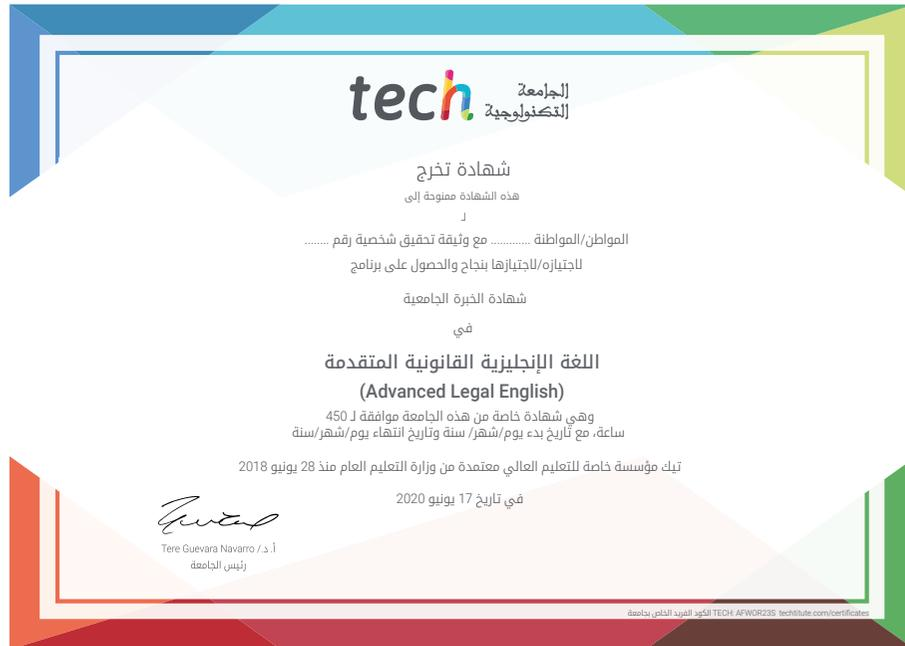 tech الجامعة
التكنولوجية
شهادة تخرج
هذه الشهادة ممنوحة إلى
لـ
المواطن/المواطنة ............ مع وثيقة تحقيق شخصية رقم ........
لاجتيازه/لاجتيازها بنجاح والحصول على برنامج
شهادة الخبرة الجامعية
في
اللغة الإنجليزية القانونية المتقدمة
(Advanced Legal English)
وهي شهادة خاصة من هذه الجامعة موافقة لـ 450
ساعة، مع تاريخ بدء يوم/شهر/ سنة وتاريخ انتهاء يوم/شهر/سنة
تيك مؤسسة خاصة للتعليم العالي معتمدة من وزارة التعليم العام منذ 28 يونيو 2018
في تاريخ 17 يونيو 2020
أ.د./ Tere Guevara Navarro
رئيس الجامعة
الكود الفريد الخاص بجامعة TECH: AFWOR23S techtitute.com/certificates